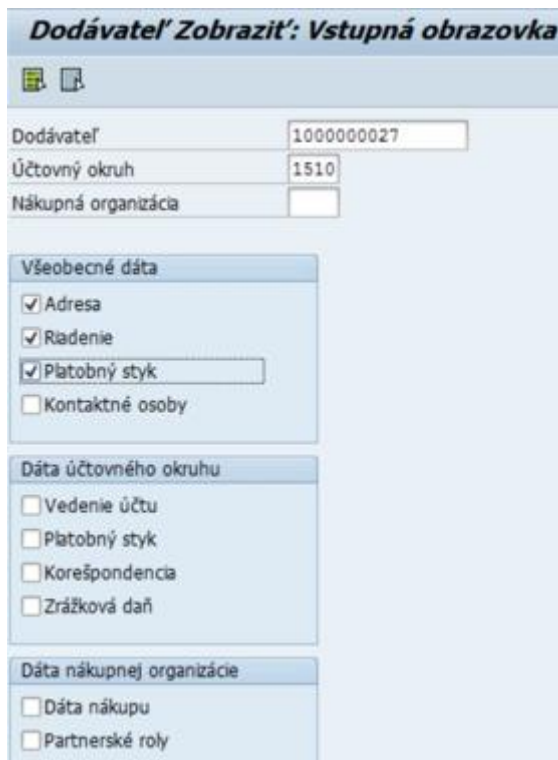 Dodávateľ Zobraziť: Vstupná obrazovka
Dodávateľ 1000000027
Účtovný okruh 1510
Nákupná organizácia
Všeobecné dáta
Adresa
Riadenie
Platobný styk
Kontaktné osoby
Dáta účtovného okruhu
Vedenie účtu
Platobný styk
Korešpondencia
Zrážková daň
Dáta nákupnej organizácie
Dáta nákupu
Partnerské roly